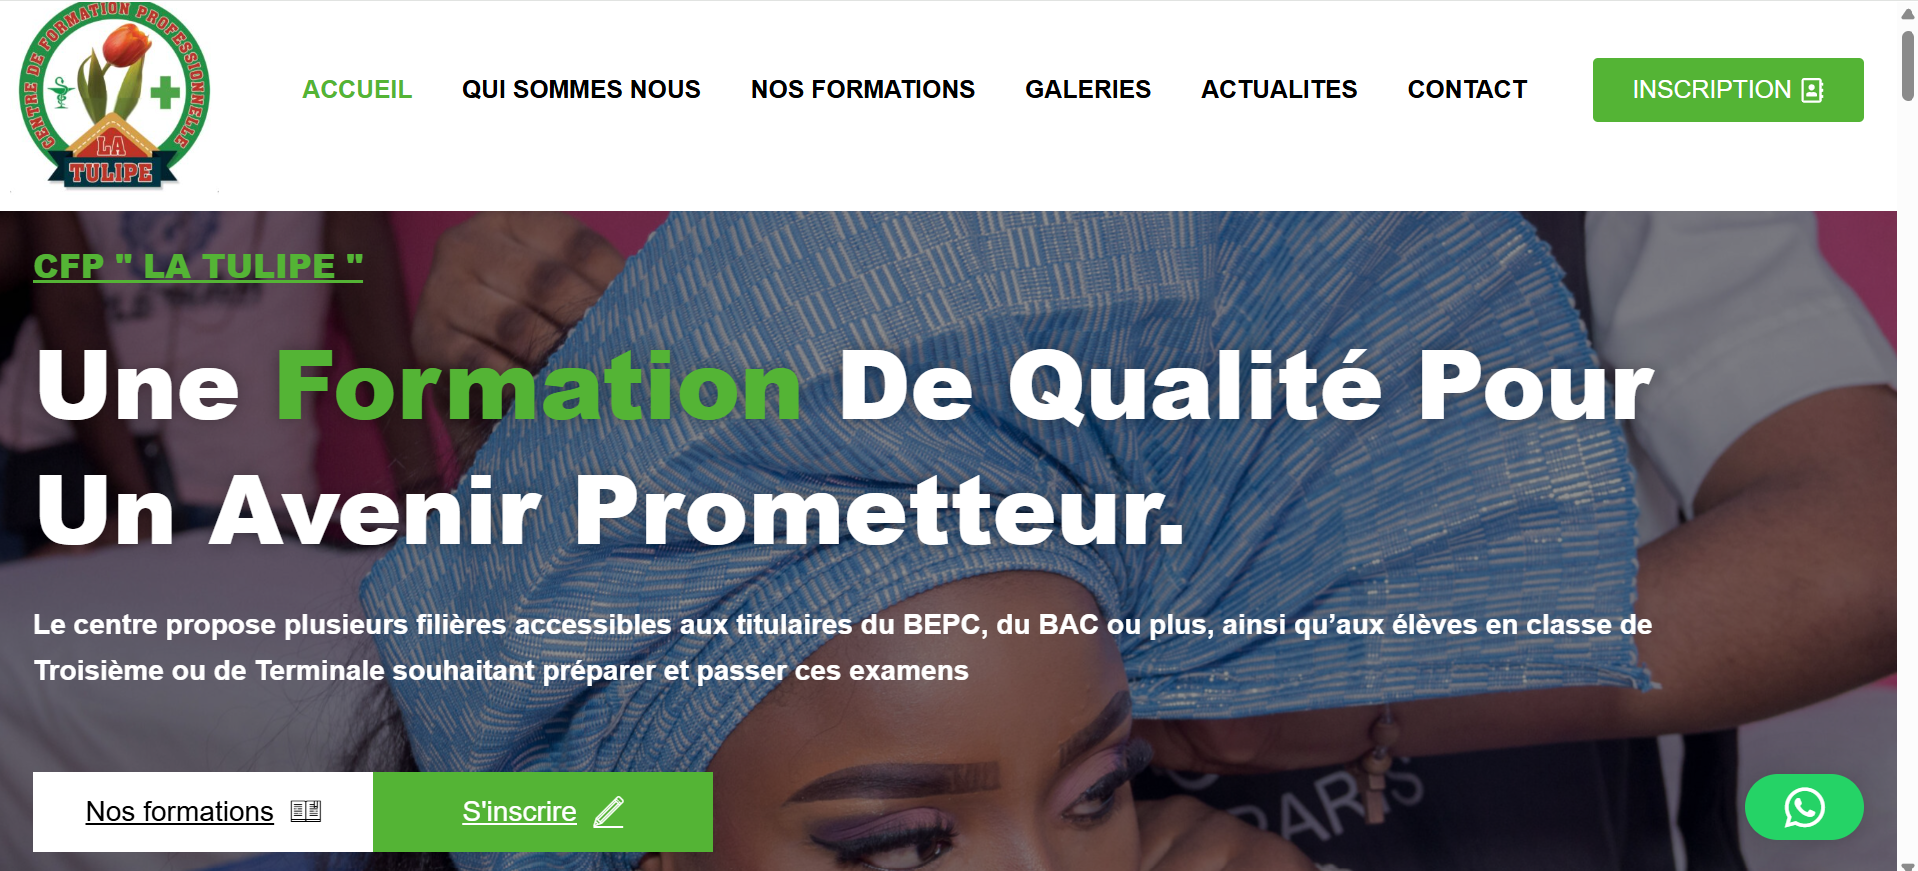 CENTRE DE FORMATION PROFESSIONNELLE
LA
TULIPE
ACCUEIL
QUI SOMMES NOUS
NOS FORMATIONS
GALERIES
ACTUALITES
CONTACT
INSCRIPTION
CFP " LA TULIPE "
Une Formation De Qualité Pour
Un Avenir Prometteur.
Le centre propose plusieurs filières accessibles aux titulaires du BEPC, du BAC ou plus, ainsi qu’aux élèves en classe de
Troisième ou de Terminale souhaitant préparer et passer ces examens
Nos formations
S'inscrire
PARIS